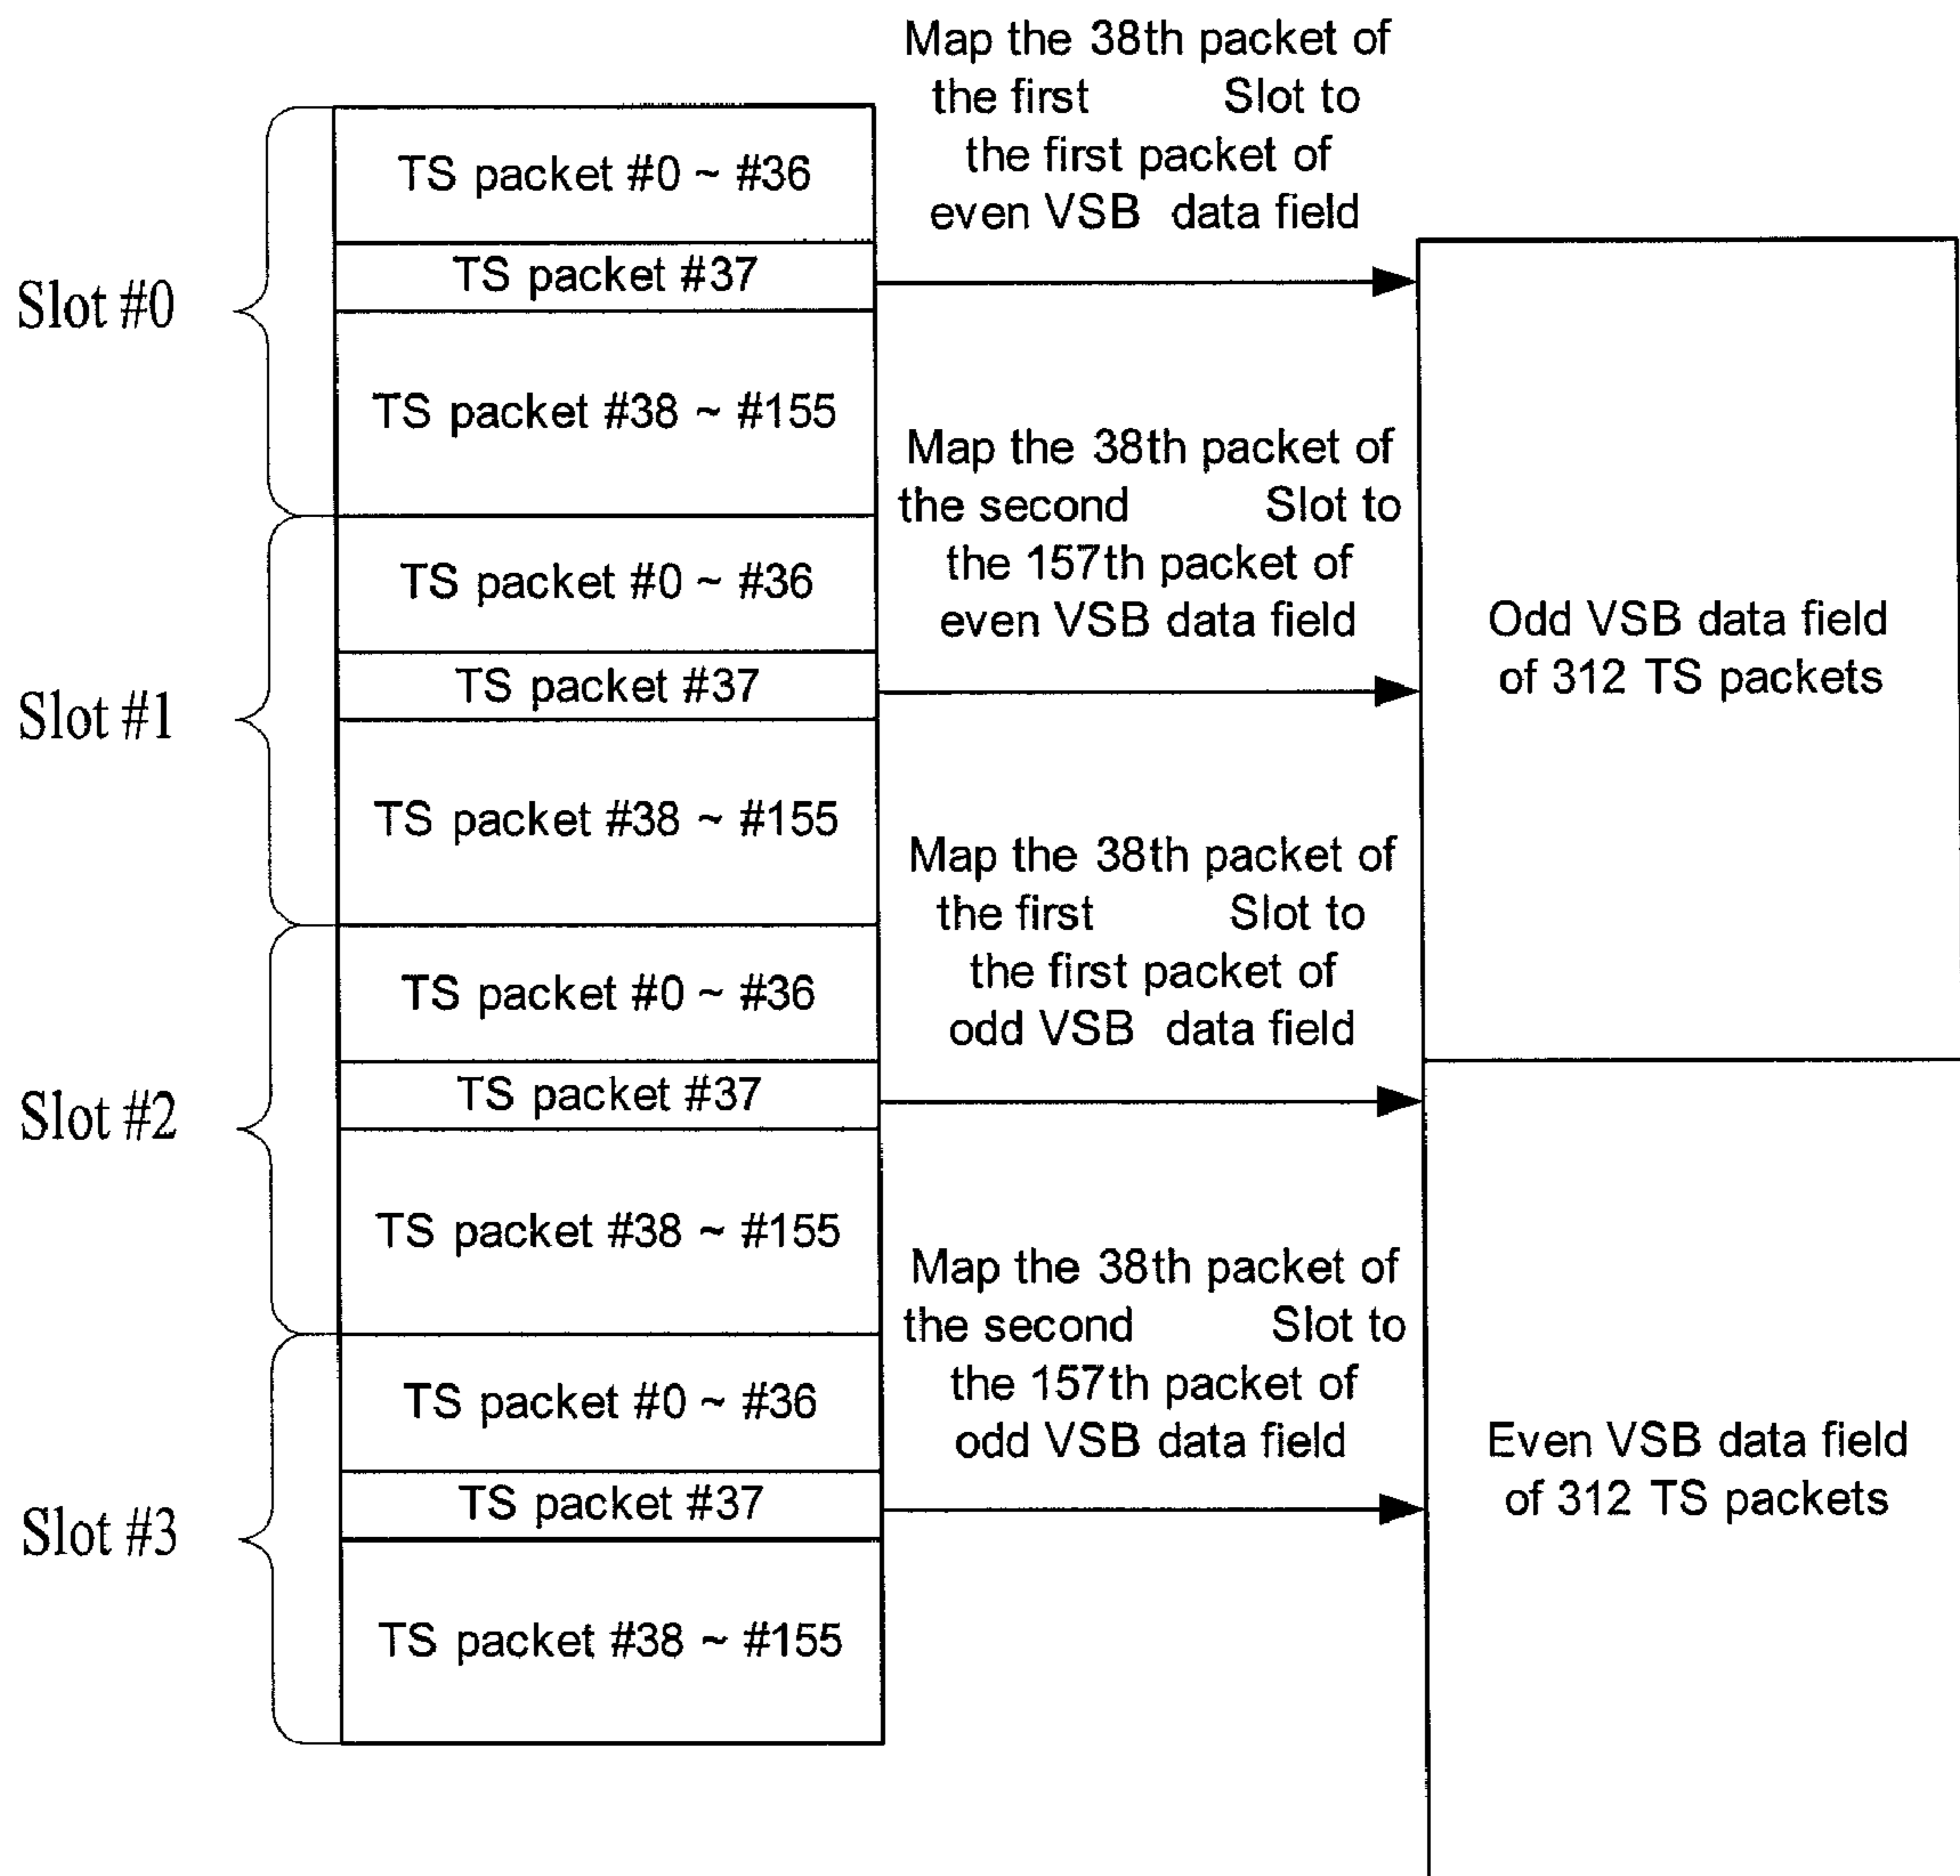 Map the 38th packet of
the first Slot to
the first packet of
even VSB data field
TS packet #0 ~ #36
TS packet #37
Slot #0
TS packet #38 ~ #155
Map the 38th packet of
the second Slot to
the 157th packet of
even VSB data field
TS packet #0 ~ #36
Odd VSB data field
of 312 TS packets
TS packet #37
Slot #1
TS packet #38 ~ #155
Map the 38th packet of
the first Slot to
the first packet of
odd VSB data field
TS packet #0 ~ #36
TS packet #37
Slot #2
TS packet #38 ~ #155
Map the 38th packet of
the second Slot to
the 157th packet of
odd VSB data field
TS packet #0 ~ #36
Even VSB data field
of 312 TS packets
TS packet #37
Slot #3
TS packet #38 ~ #155